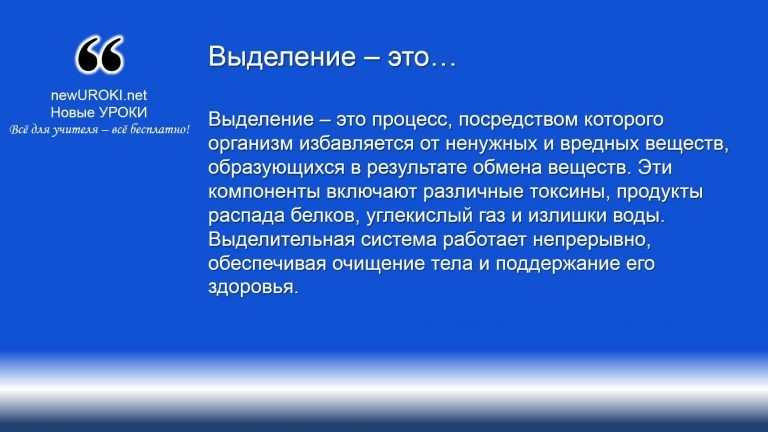 newUROKI.net
Новые УРОКИ
Всё для учителя – всё бесплатно!
Выделение – это…
Выделение – это процесс, посредством которого
организм избавляется от ненужных и вредных веществ,
образующихся в результате обмена веществ. Эти
компоненты включают различные токсины, продукты
распада белков, углекислый газ и излишки воды.
Выделительная система работает непрерывно,
обеспечивая очищение тела и поддержание его
здоровья.